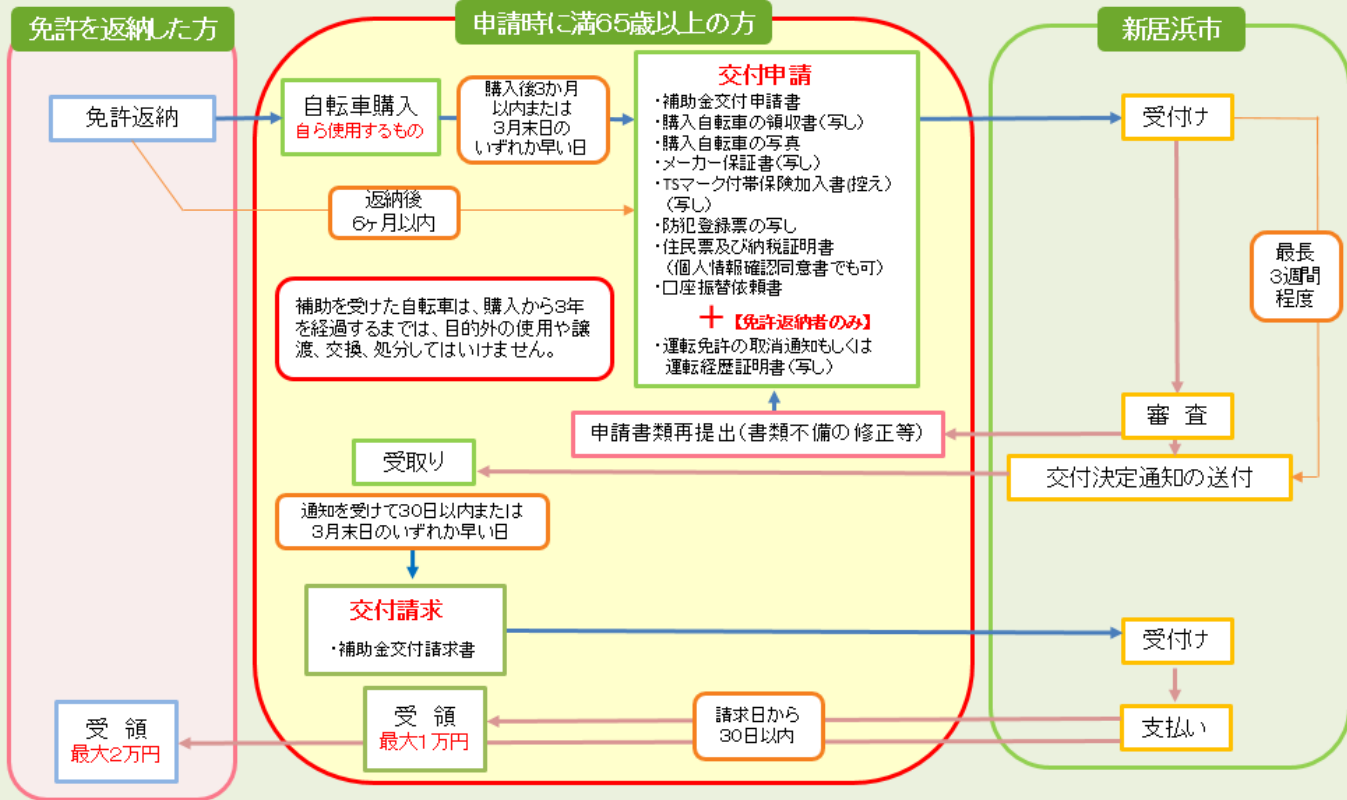 免許を返納した方
申請時に満65歳以上の方
新居浜市
免許返納
自転車購入
自ら使用するもの
購入後3か月
以内または
3月末日の
いずれか早い日
返納後
6ヶ月以内
交付申請
・補助金交付申請書
・購入自転車の領収書(写し)
・購入自転車の写真
・メーカー保証書(写し)
・TSマーク付帯保険加入書(控え)
(写し)
・防犯登録票の写し
・住民票及び納税証明書
(個人情報確認同意書でも可)
・口座振替依頼書
＋【免許返納者のみ】
・運転免許の取消通知もしくは
運転経歴証明書(写し)
受付け
最長
3週間
程度
補助を受けた自転車は、購入から3年
を経過するまでは、目的外の使用や譲
渡、交換、処分してはいけません。
審 査
申請書類再提出(書類不備の修正等)
受取り
交付決定通知の送付
通知を受けて30日以内または
3月末日のいずれか早い日
交付請求
・補助金交付請求書
受付け
支払い
請求日から
30日以内
受 領
最大1万円
受 領
最大2万円